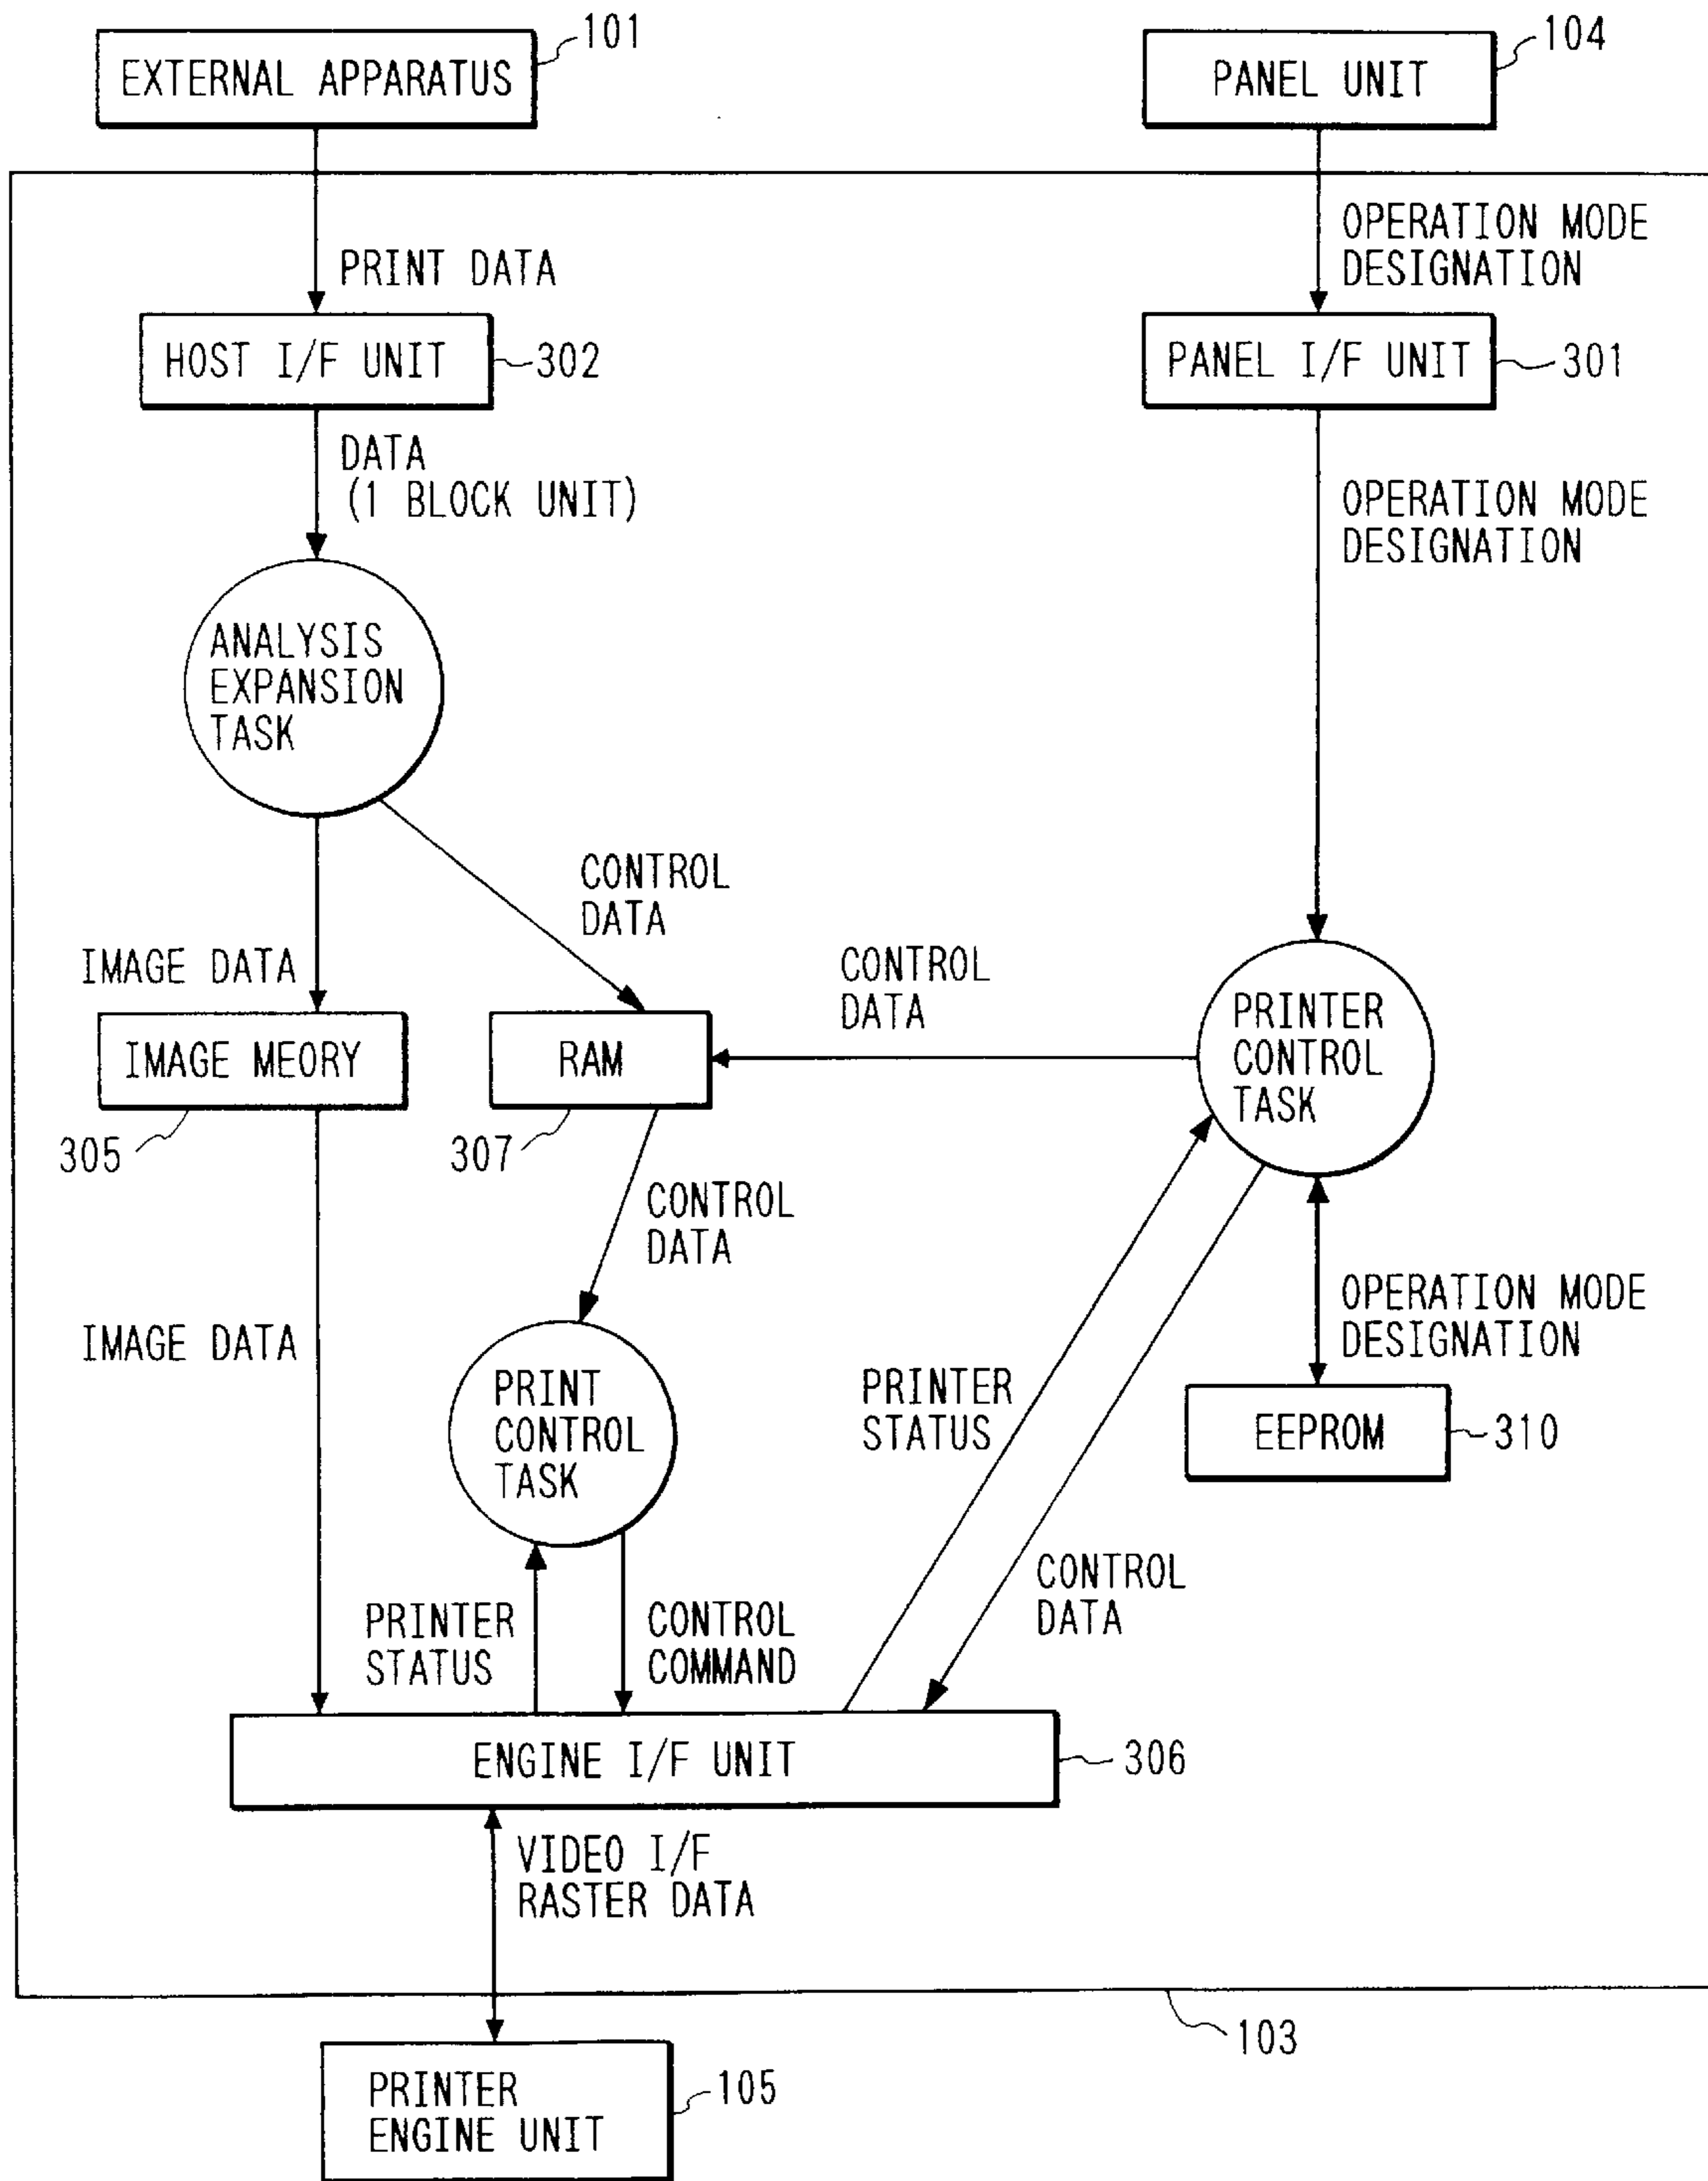 101
EXTERNAL APPARATUS
104
PANEL UNIT
PRINT DATA
OPERATION MODE
DESIGNATION
HOST I/F UNIT
302
PANEL I/F UNIT
301
DATA
(1 BLOCK UNIT)
OPERATION MODE
DESIGNATION
ANALYSIS
EXPANSION
TASK
CONTROL
DATA
IMAGE DATA
CONTROL
DATA
PRINTER
CONTROL
TASK
IMAGE MEORY
305
RAM
307
CONTROL
DATA
IMAGE DATA
OPERATION MODE
DESIGNATION
PRINT
CONTROL
TASK
PRINTER
STATUS
EEPROM
310
CONTROL
DATA
PRINTER
STATUS
CONTROL
COMMAND
ENGINE I/F UNIT
306
VIDEO I/F
RASTER DATA
103
PRINTER
ENGINE UNIT
105